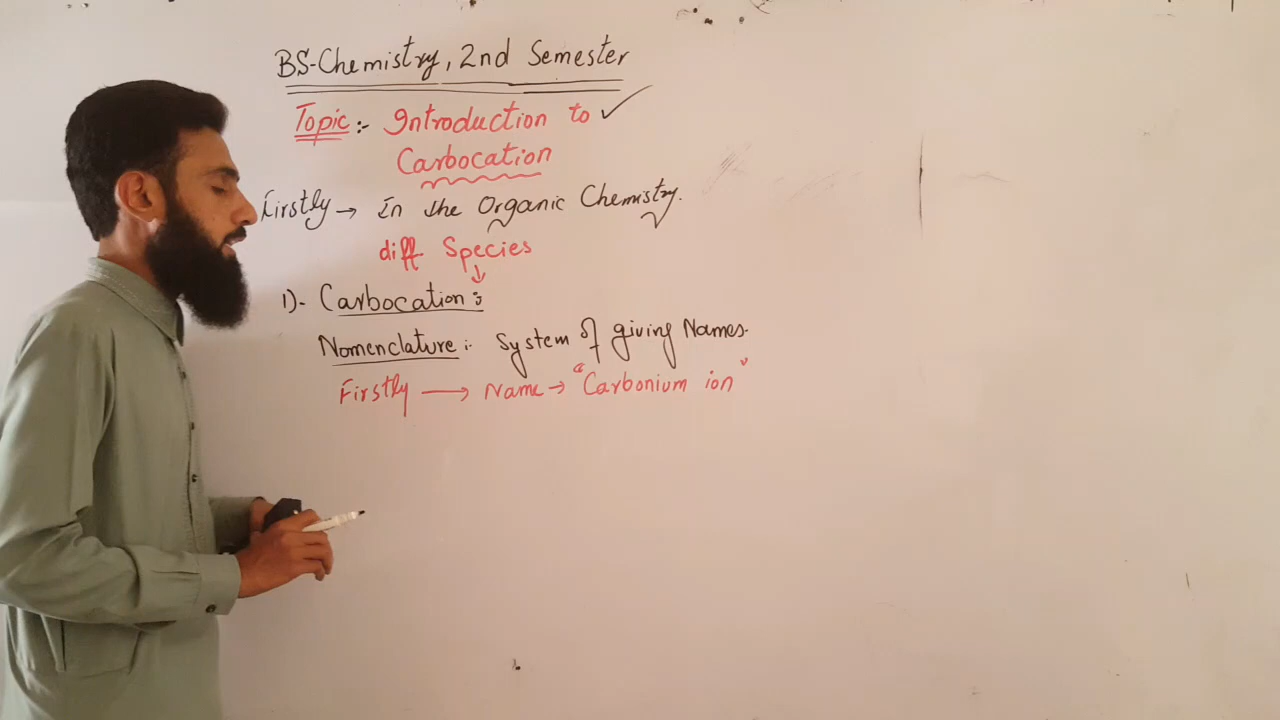 BS-Chemistry, 2nd Semester
Topic:- Introduction to ✓
Carbocation
Firstly → In the Organic Chemistry.
diff Species
↓
1)- Carbocation:
Nomenclature:- System of giving Names.
Firstly → Name → "Carbonium ion"